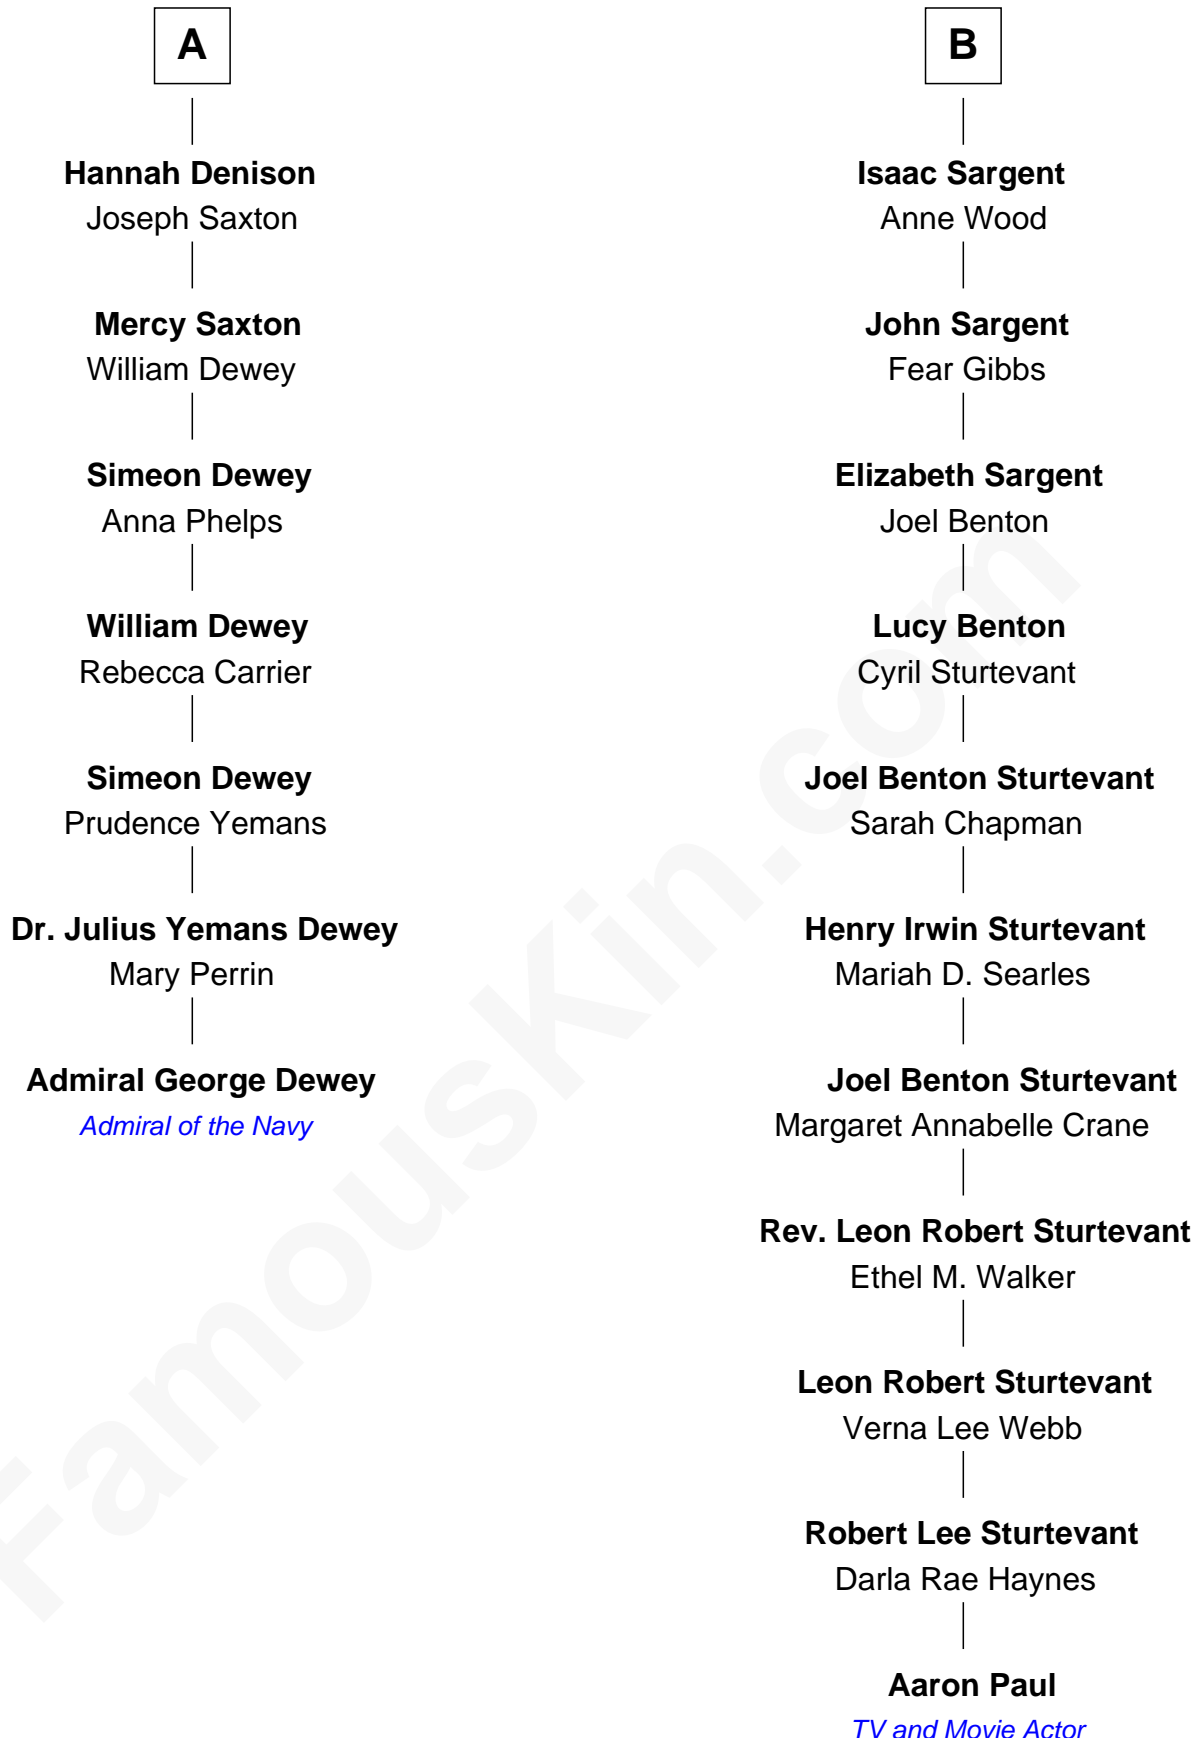 A
Hannah Denison
Joseph Saxton
Mercy Saxton
William Dewey
Simeon Dewey
Anna Phelps
William Dewey
Rebecca Carrier
Simeon Dewey
Prudence Yemans
Dr. Julius Yemans Dewey
Mary Perrin
Admiral George Dewey
Admiral of the Navy
B
Isaac Sargent
Anne Wood
John Sargent
Fear Gibbs
Elizabeth Sargent
Joel Benton
Lucy Benton
Cyril Sturtevant
Joel Benton Sturtevant
Sarah Chapman
Henry Irwin Sturtevant
Mariah D. Searles
Joel Benton Sturtevant
Margaret Annabelle Crane
Rev. Leon Robert Sturtevant
Ethel M. Walker
Leon Robert Sturtevant
Verna Lee Webb
Robert Lee Sturtevant
Darla Rae Haynes
Aaron Paul
TV and Movie Actor
FamousKin.com